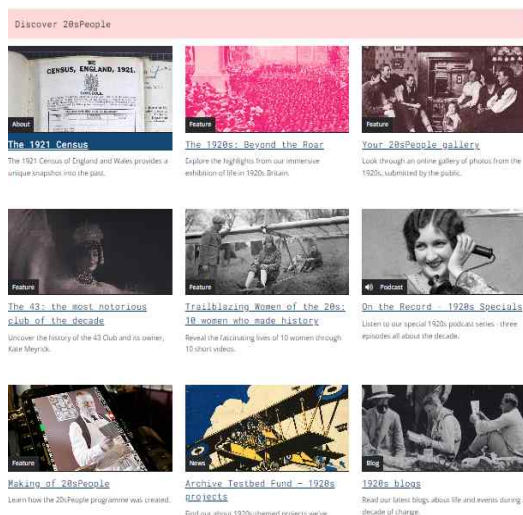 Discover 20sPeople
CENSUS, ENGLAND, 1921.
About
The 1921 Census
The 1921 Census of England and Wales provides a
unique snapshot into the past.
Feature
The 1920s: Beyond the Roar
Explore the highlights from our immersive
exhibition of life in 1920s Britain.
Feature
Your 20sPeople gallery
Look through an online gallery of photos from the
1920s, submitted by the public.
Feature
The 43: the most notorious
club of the decade
Uncover the history of the 43 Club and its owner,
Kate Meyrick.
Feature
Trailblazing Women of the 20s:
10 women who made history
Reveal the fascinating lives of 10 women through
10 short videos.
Podcast
On the Record - 1920s Specials
Listen to our special 1920s podcast series - three
episodes all about the decade.
Feature
Making of 20sPeople
Learn how the 20sPeople programme was created.
News
Archive Testbed Fund – 1920s
projects
Find out about 1920s-themed projects we've
Blog
1920s blogs
Read our latest blogs about life and events during a
decade of change.